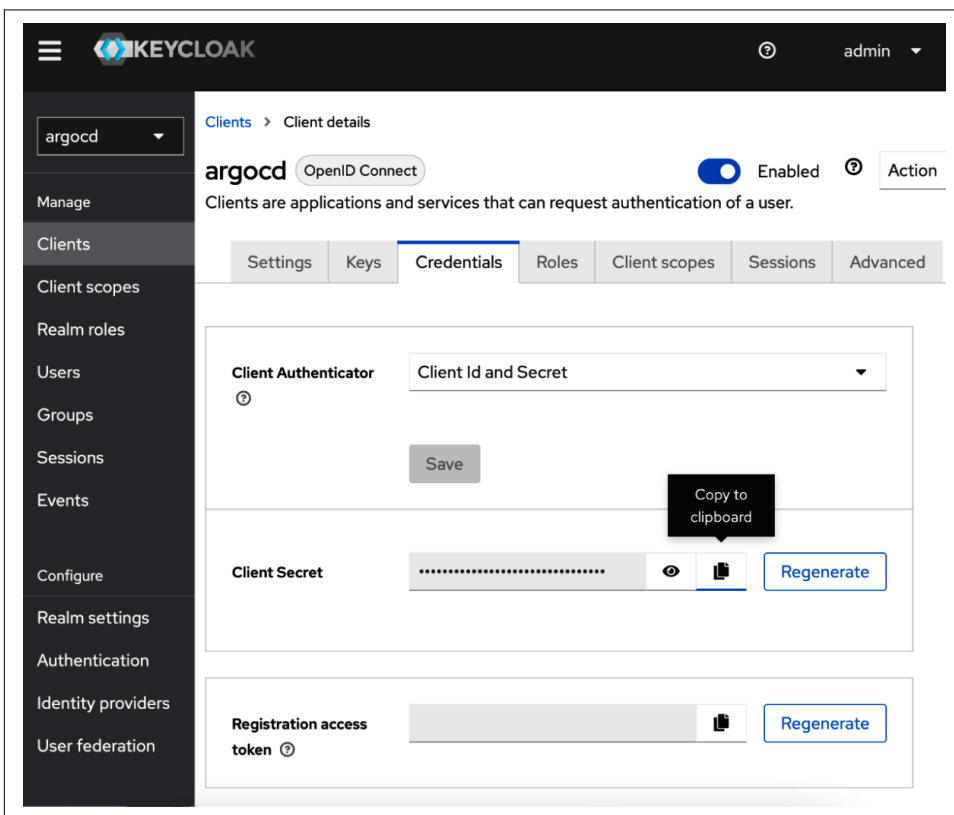 KEYCLOAK
admin
argocd
Manage
Clients
Client scopes
Realm roles
Users
Groups
Sessions
Events
Configure
Realm settings
Authentication
Identity providers
User federation
Clients > Client details
argocd OpenID Connect
Enabled
Action
Clients are applications and services that can request authentication of a user.
Settings Keys Credentials Roles Client scopes Sessions Advanced
Client Authenticator
Client Id and Secret
Save
Copy to
clipboard
Client Secret
••••••••••••••••••••••••••••••••
Regenerate
Registration access
token
Regenerate